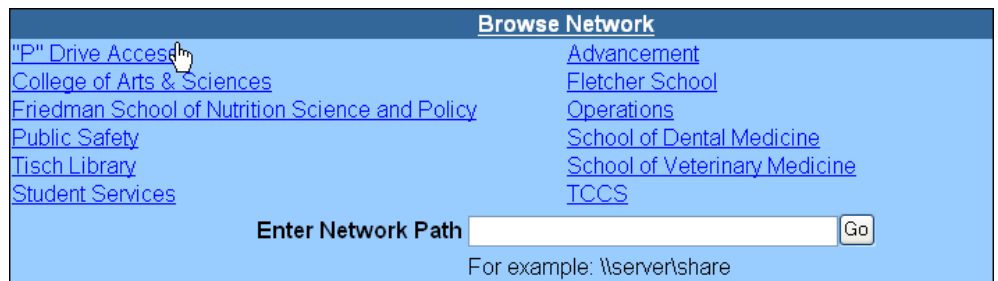 Browse Network
"P" Drive Access
Advancement
College of Arts & Sciences
Fletcher School
Friedman School of Nutrition Science and Policy
Operations
Public Safety
School of Dental Medicine
Tisch Library
School of Veterinary Medicine
Student Services
TCCS
Enter Network Path
Go
For example: \\server\share